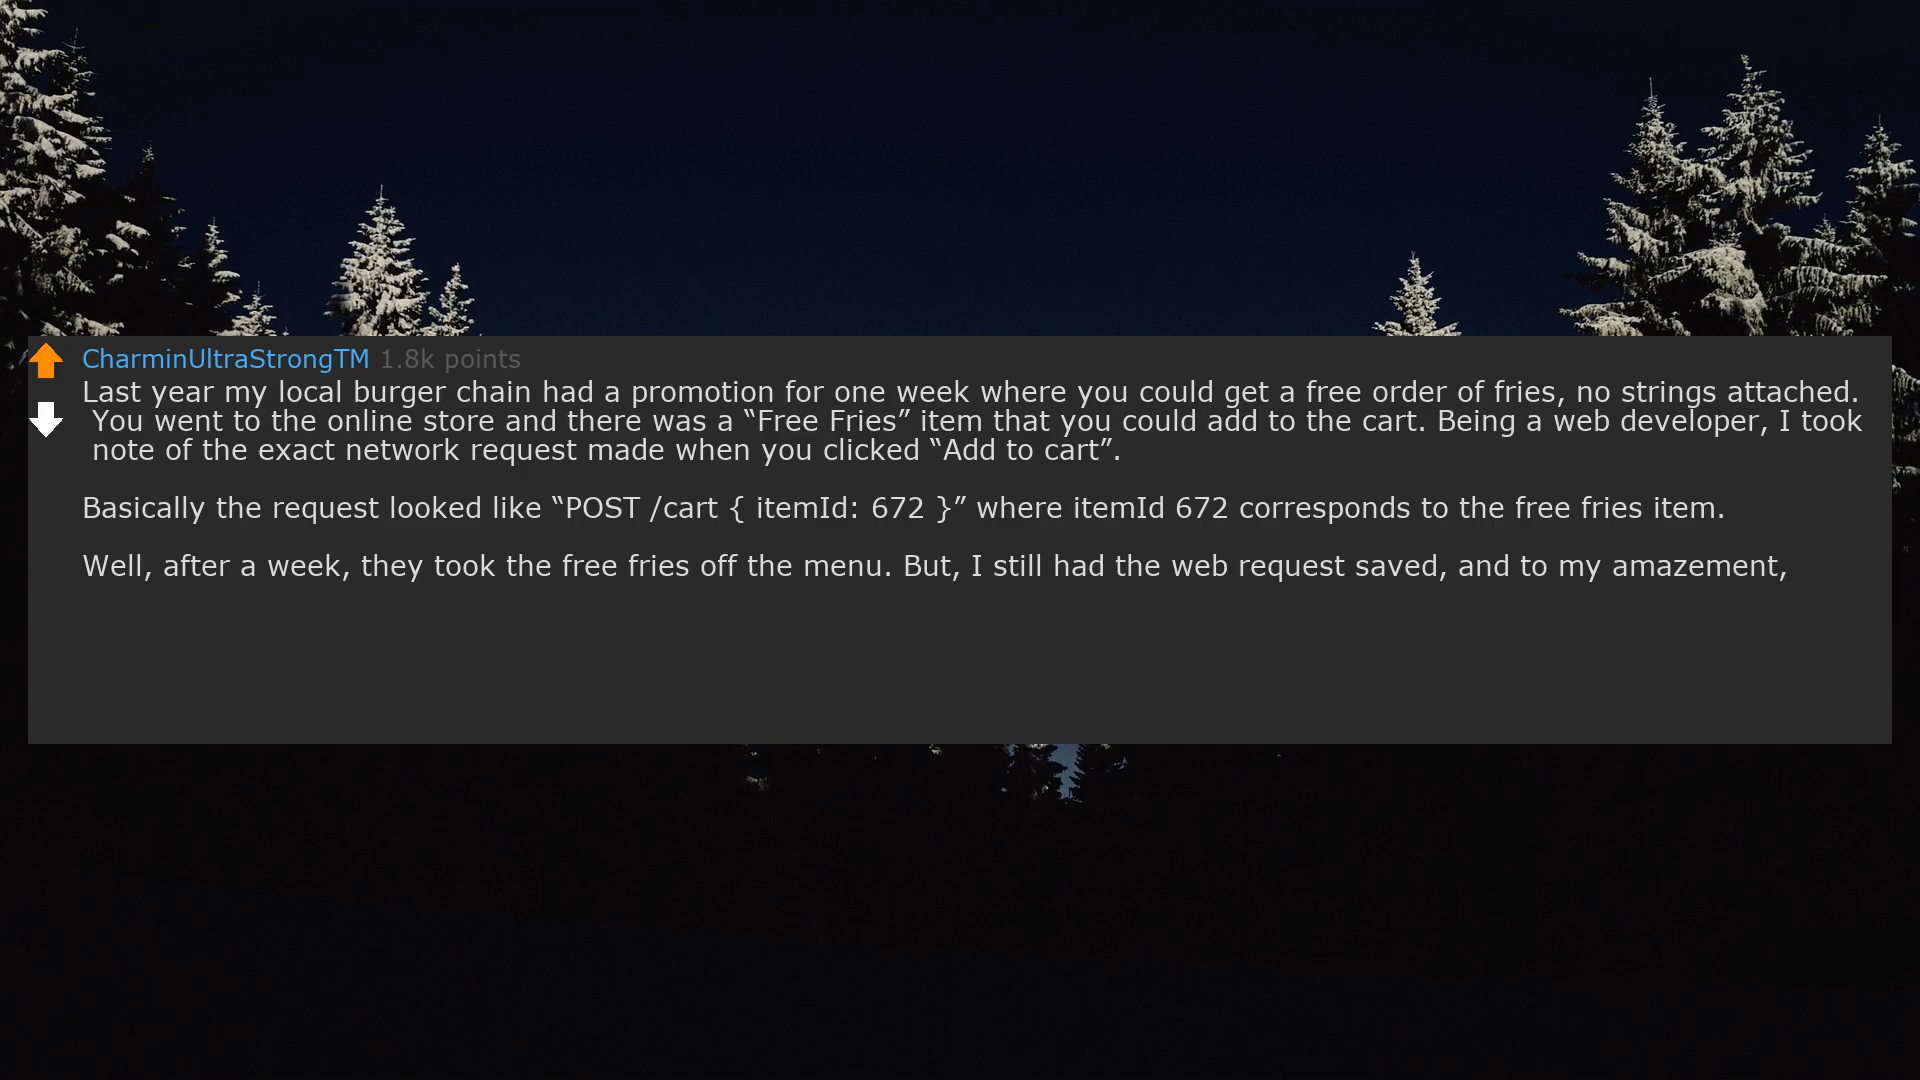 CharminUltraStrongTM 1.8k points
Last year my local burger chain had a promotion for one week where you could get a free order of fries, no strings attached.
You went to the online store and there was a “Free Fries” item that you could add to the cart. Being a web developer, I took
note of the exact network request made when you clicked “Add to cart”.
Basically the request looked like “POST /cart { itemId: 672 }” where itemId 672 corresponds to the free fries item.
Well, after a week, they took the free fries off the menu. But, I still had the web request saved, and to my amazement,